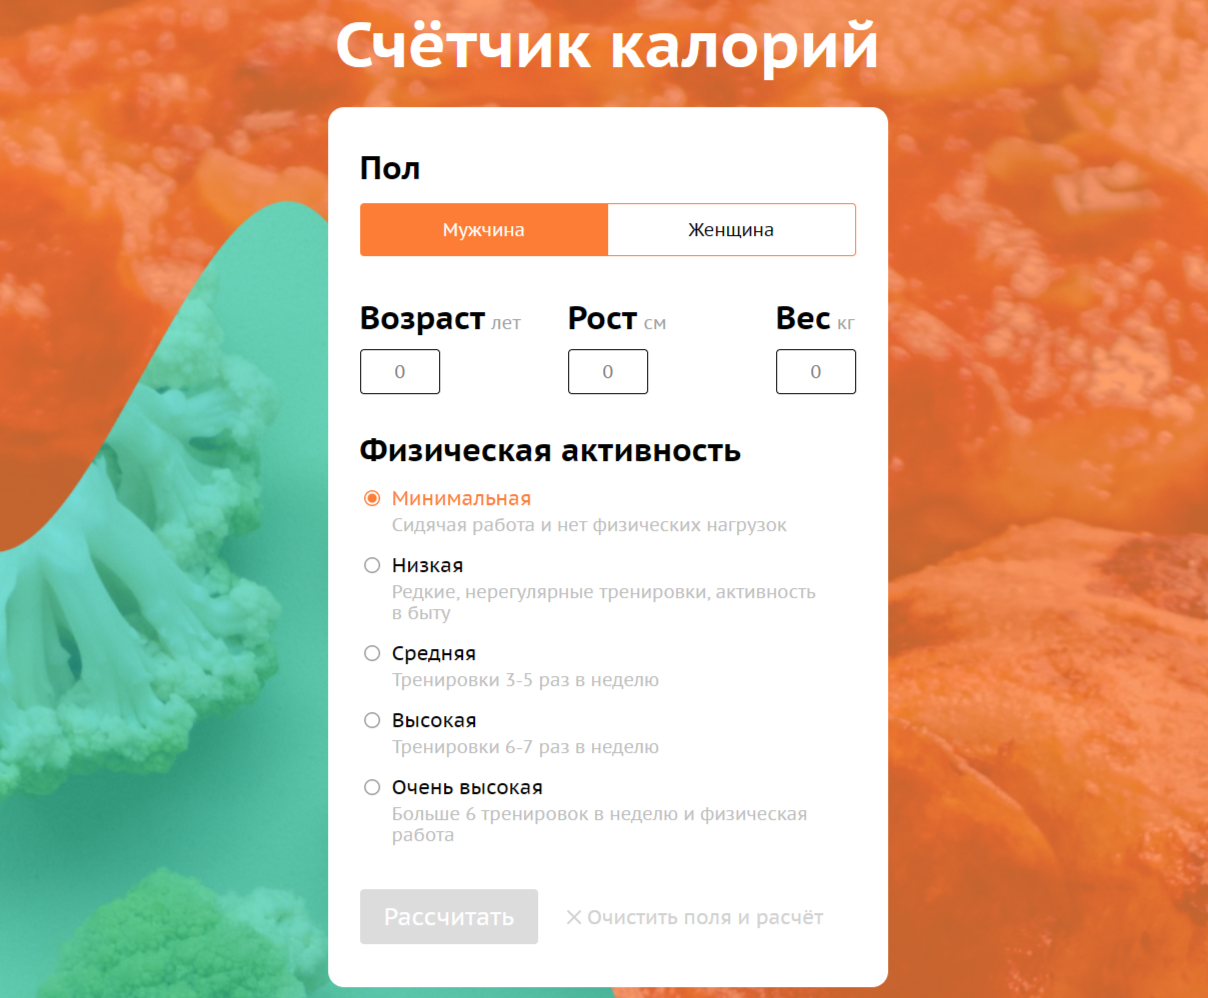 Счётчик калорий
Пол
Мужчина Женщина
Возраст лет Рост см Вес кг
0 0 0
Физическая активность
Минимальная
Сидячая работа и нет физических нагрузок
Низкая
Редкие, нерегулярные тренировки, активность
в быту
Средняя
Тренировки 3-5 раз в неделю
Высокая
Тренировки 6-7 раз в неделю
Очень высокая
Больше 6 тренировок в неделю и физическая
работа
Рассчитать Очистить поля и расчёт